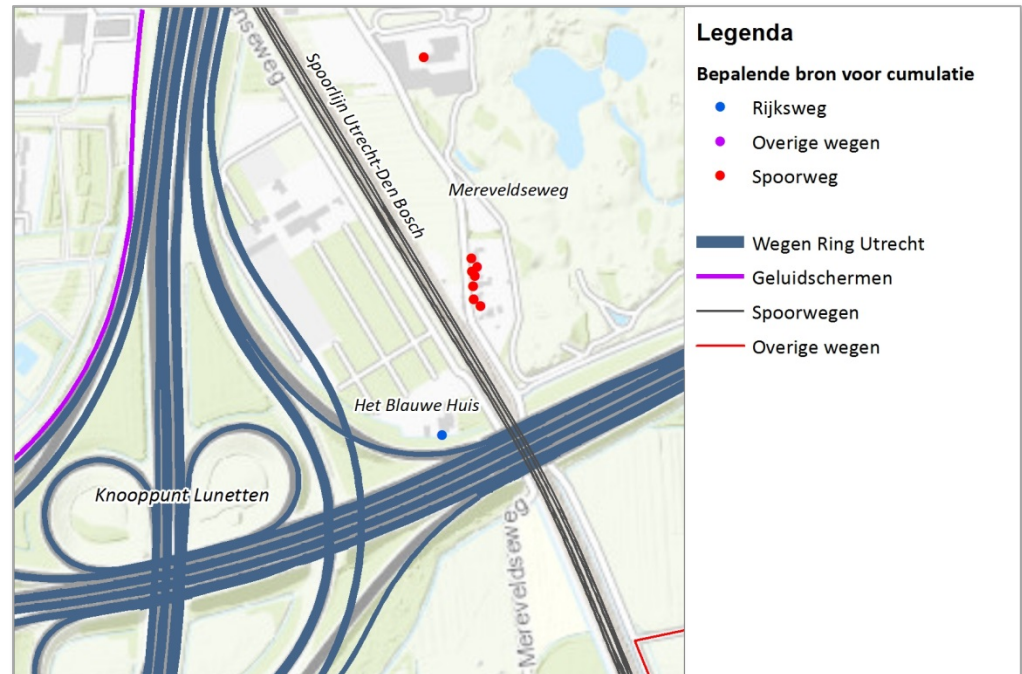 enseweg
Spoorlijn Utrecht-Den Bosch
Mereveldseweg
Het Blauwe Huis
Knooppunt Lunetten
Mereveldseweg
Legenda
Bepalende bron voor cumulatie
Rijksweg
Overige wegen
Spoorweg
Wegen Ring Utrecht
Geluidschermen
Spoorwegen
Overige wegen